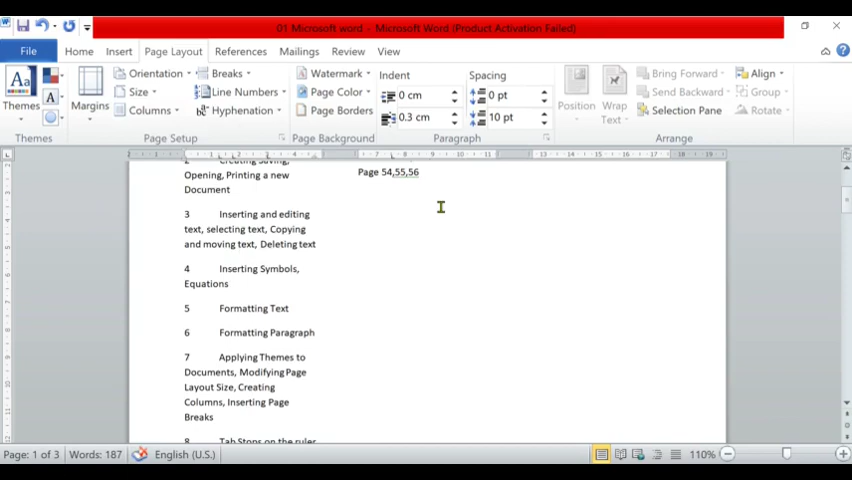 01 Microsoft word - Microsoft Word (Product Activation Failed)
File Home Insert Page Layout References Mailings Review View
Themes
Margins
Orientation
Size
Columns
Breaks
Line Numbers
Hyphenation
Watermark
Page Color
Page Borders
Indent
0 cm
0.3 cm
Spacing
0 pt
10 pt
Position
Wrap
Text
Bring Forward
Send Backward
Selection Pane
Align
Group
Rotate
Themes Page Setup Page Background Paragraph Arrange
2 Creating Saving,
Opening, Printing a new
Document
3 Inserting and editing
text, selecting text, Copying
and moving text, Deleting text
4 Inserting Symbols,
Equations
5 Formatting Text
6 Formatting Paragraph
7 Applying Themes to
Documents, Modifying Page
Layout Size, Creating
Columns, Inserting Page
Breaks
8 Tab Stops on the ruler
Page 54,55,56
Page: 1 of 3 Words: 187 English (U.S.) 110%